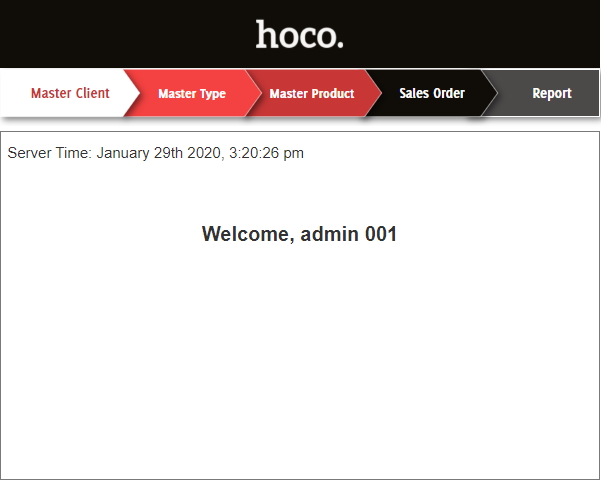 hoco.
Master Client Master Type Master Product Sales Order Report
Server Time: January 29th 2020, 3:20:26 pm
Welcome, admin 001